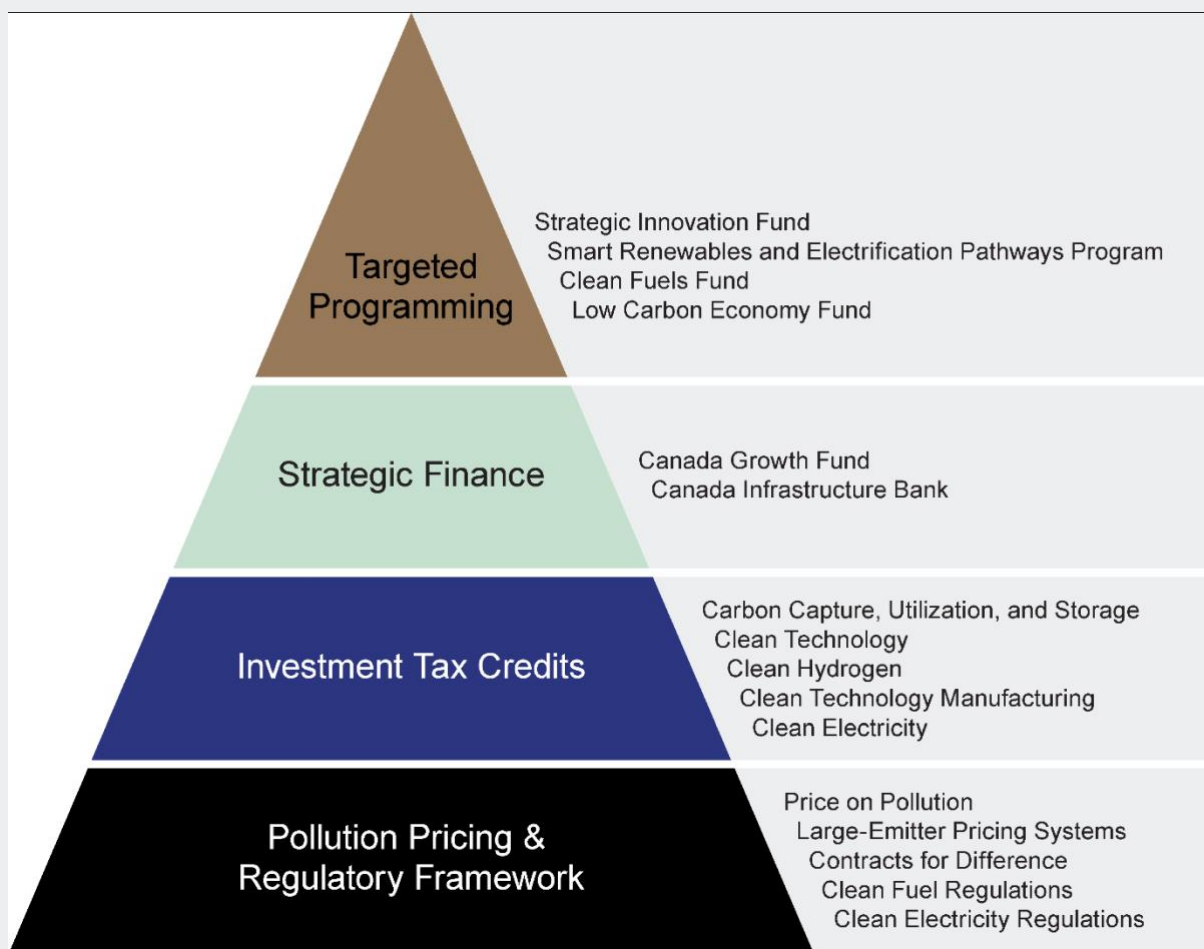 Targeted
Programming
Strategic Innovation Fund
Smart Renewables and Electrification Pathways Program
Clean Fuels Fund
Low Carbon Economy Fund
Strategic Finance
Canada Growth Fund
Canada Infrastructure Bank
Investment Tax Credits
Carbon Capture, Utilization, and Storage
Clean Technology
Clean Hydrogen
Clean Technology Manufacturing
Clean Electricity
Pollution Pricing &
Regulatory Framework
Price on Pollution
Large-Emitter Pricing Systems
Contracts for Difference
Clean Fuel Regulations
Clean Electricity Regulations